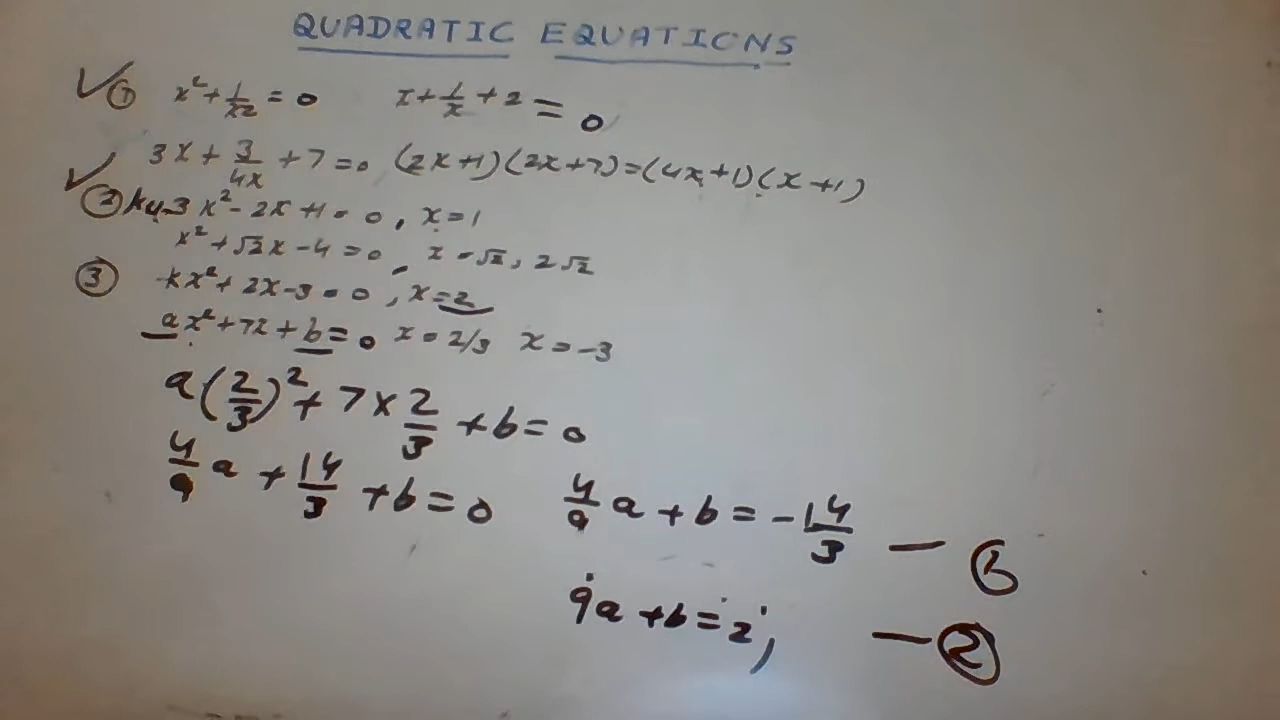 QUADRATIC EQUATIONS
✓① x² + 1/x2 = 0 x + 1/x + 2 = 0
3x + 3/4x + 7 = 0 (2x+1)(2x+7) = (4x+1)(x+1)
✓② 3x² - 2x + 1 = 0, x = 1
x² + √2x - 4 = 0, x = √2, 2√2
③ kx² + 2x - 3 = 0, x = 2
ax² + 7x + b = 0 x = 2/3 x = -3
a(2/3)² + 7 × 2/3 + b = 0
4/9 a + 14/3 + b = 0 4/9 a + b = -14/3 — ①
9a + b = 21 — ②